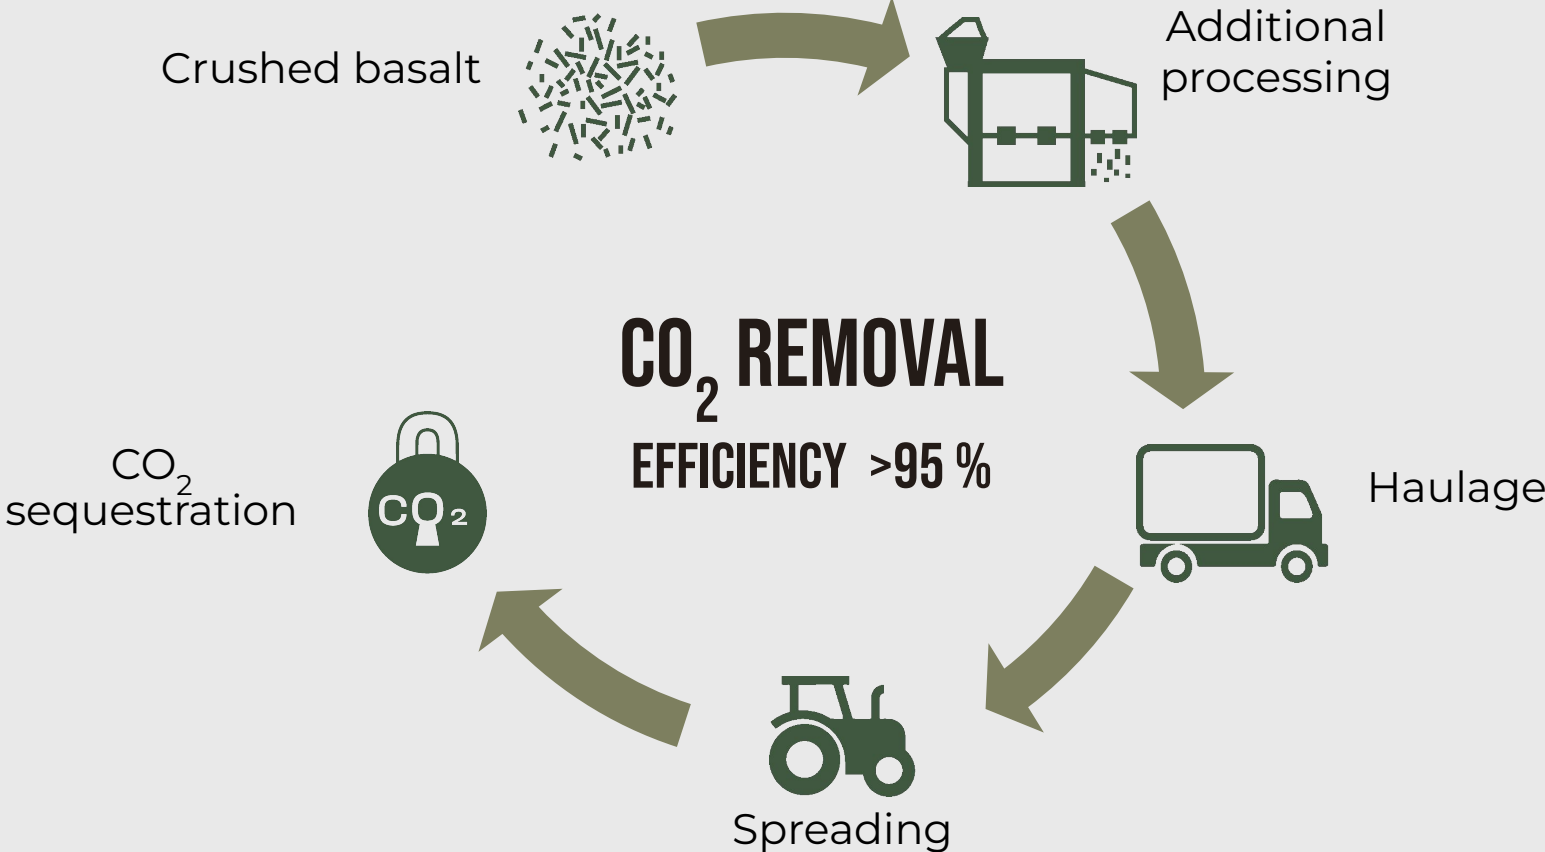 Crushed basalt
Additional
processing
CO₂ REMOVAL
EFFICIENCY >95 %
Haulage
CO₂
sequestration
CO₂
Spreading